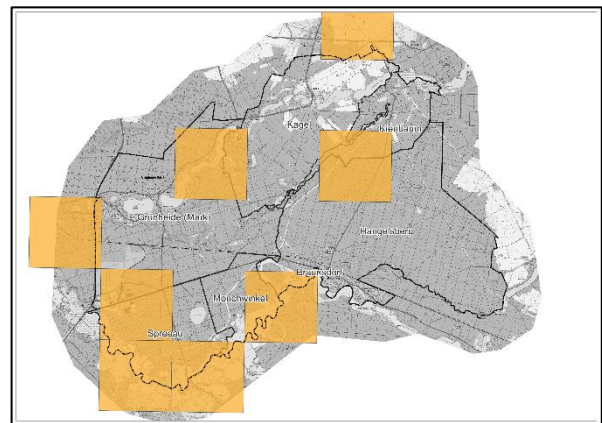 Kagel
Kienbaum
Grünheide (Mark)
Hangelsberg
Braunsdorf
Mönchwinkel
Spreeau